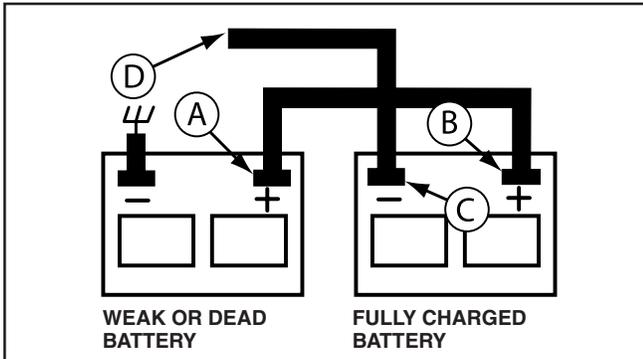 D
A
B
C
− + − +
WEAK OR DEAD
BATTERY
FULLY CHARGED
BATTERY